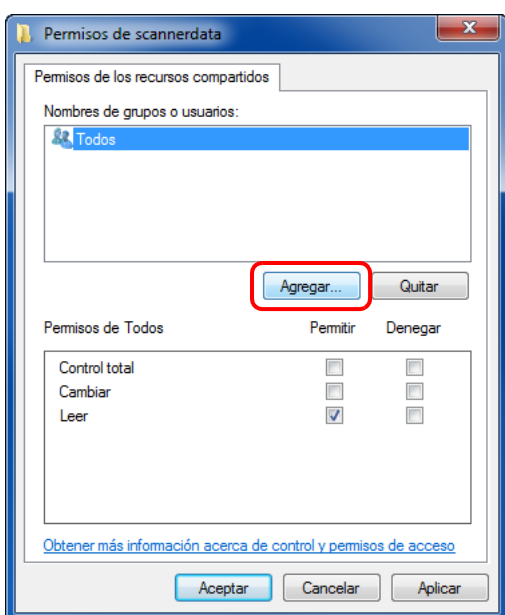 Permisos de scannerdata
Permisos de los recursos compartidos
Nombres de grupos o usuarios:
Todos
Agregar... Quitar
Permisos de Todos Permitir Denegar
Control total
Cambiar
Leer
Obtener más información acerca de control y permisos de acceso
Aceptar Cancelar Aplicar